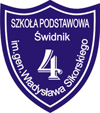 SZKOŁA PODSTAWOWA
Świdnik
4
im.gen.Władysława Sikorskiego